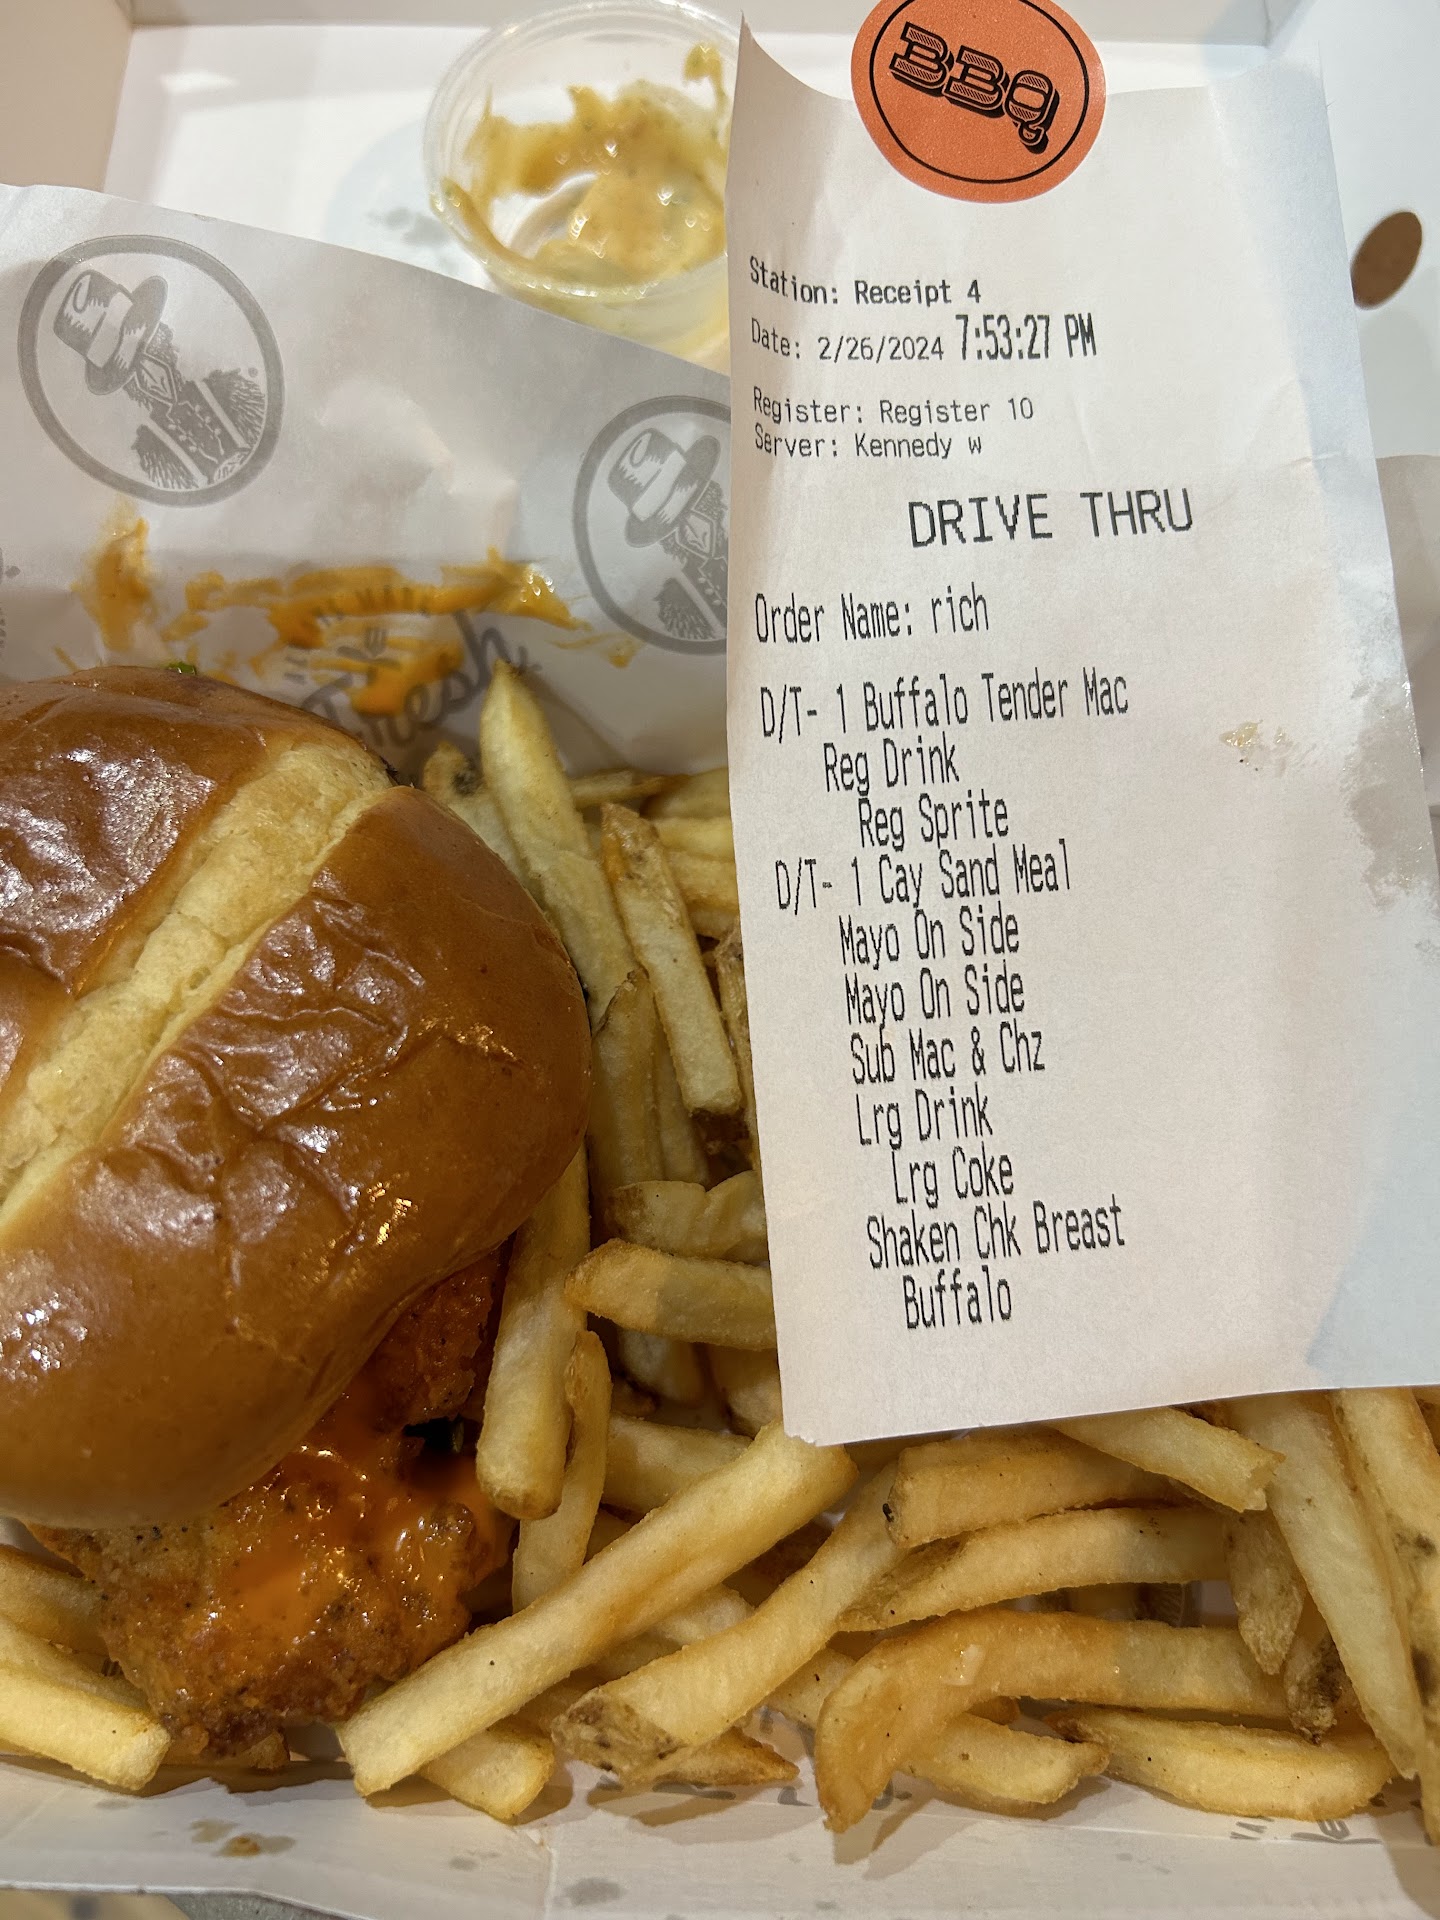 BBQ
Station: Receipt 4
Date: 2/26/2024 7:53:27 PM
Register: Register 10
Server: Kennedy w
DRIVE THRU
Order Name: rich
D/T- 1 Buffalo Tender Mac
Reg Drink
Reg Sprite
D/T- 1 Cay Sand Meal
Mayo On Side
Mayo On Side
Sub Mac & Chz
Lrg Drink
Lrg Coke
Shaken Chk Breast
Buffalo
Fresh